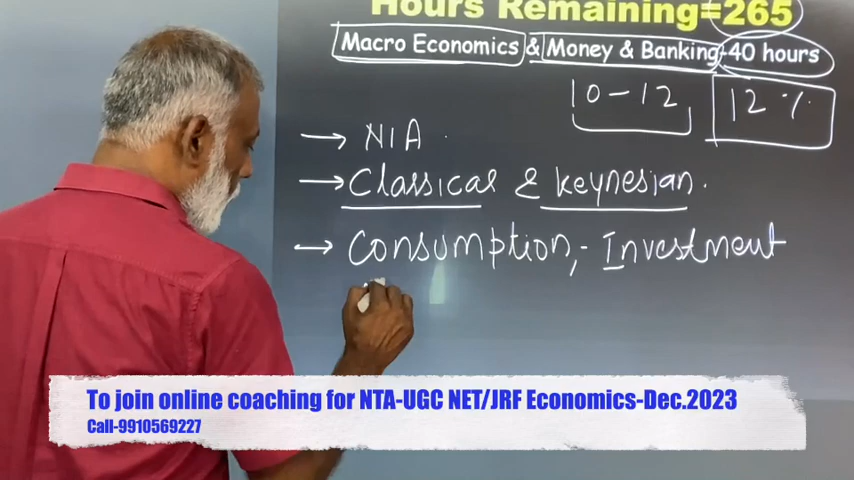 Hours Remaining=265
Macro Economics & Money & Banking-40 hours
10-12 12%
→ NIA.
→ Classical & Keynesian.
→ Consumption,- Investment
To join online coaching for NTA-UGC NET/JRF Economics-Dec.2023
Call-9910569227